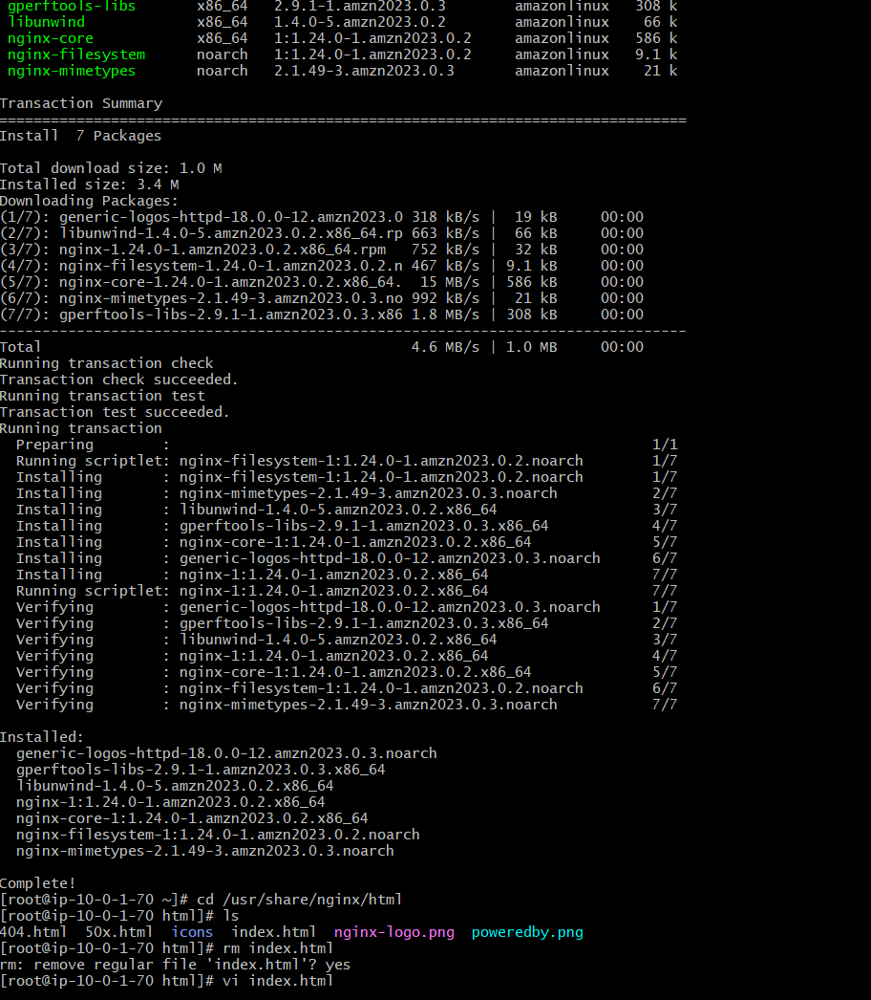 gperftools-libs x86_64 2.9.1-1.amzn2023.0.3 amazonlinux 308 k
libunwind x86_64 1.4.0-5.amzn2023.0.2 amazonlinux 66 k
nginx-core x86_64 1:1.24.0-1.amzn2023.0.2 amazonlinux 586 k
nginx-filesystem noarch 1:1.24.0-1.amzn2023.0.2 amazonlinux 9.1 k
nginx-mimetypes noarch 2.1.49-3.amzn2023.0.3 amazonlinux 21 k
Transaction Summary
================================================================================
Install 7 Packages
Total download size: 1.0 M
Installed size: 3.4 M
Downloading Packages:
(1/7): generic-logos-httpd-18.0.0-12.amzn2023.0 318 kB/s | 19 kB 00:00
(2/7): libunwind-1.4.0-5.amzn2023.0.2.x86_64.rp 663 kB/s | 66 kB 00:00
(3/7): nginx-1.24.0-1.amzn2023.0.2.x86_64.rpm 752 kB/s | 32 kB 00:00
(4/7): nginx-filesystem-1.24.0-1.amzn2023.0.2.n 467 kB/s | 9.1 kB 00:00
(5/7): nginx-core-1.24.0-1.amzn2023.0.2.x86_64. 15 MB/s | 586 kB 00:00
(6/7): nginx-mimetypes-2.1.49-3.amzn2023.0.3.no 992 kB/s | 21 kB 00:00
(7/7): gperftools-libs-2.9.1-1.amzn2023.0.3.x86 1.8 MB/s | 308 kB 00:00
--------------------------------------------------------------------------------
Total 4.6 MB/s | 1.0 MB 00:00
Running transaction check
Transaction check succeeded.
Running transaction test
Transaction test succeeded.
Running transaction
Preparing : 1/1
Running scriptlet: nginx-filesystem-1:1.24.0-1.amzn2023.0.2.noarch 1/7
Installing : nginx-filesystem-1:1.24.0-1.amzn2023.0.2.noarch 1/7
Installing : nginx-mimetypes-2.1.49-3.amzn2023.0.3.noarch 2/7
Installing : libunwind-1.4.0-5.amzn2023.0.2.x86_64 3/7
Installing : gperftools-libs-2.9.1-1.amzn2023.0.3.x86_64 4/7
Installing : nginx-core-1:1.24.0-1.amzn2023.0.2.x86_64 5/7
Installing : generic-logos-httpd-18.0.0-12.amzn2023.0.3.noarch 6/7
Installing : nginx-1:1.24.0-1.amzn2023.0.2.x86_64 7/7
Running scriptlet: nginx-1:1.24.0-1.amzn2023.0.2.x86_64 7/7
Verifying : generic-logos-httpd-18.0.0-12.amzn2023.0.3.noarch 1/7
Verifying : gperftools-libs-2.9.1-1.amzn2023.0.3.x86_64 2/7
Verifying : libunwind-1.4.0-5.amzn2023.0.2.x86_64 3/7
Verifying : nginx-1:1.24.0-1.amzn2023.0.2.x86_64 4/7
Verifying : nginx-core-1:1.24.0-1.amzn2023.0.2.x86_64 5/7
Verifying : nginx-filesystem-1:1.24.0-1.amzn2023.0.2.noarch 6/7
Verifying : nginx-mimetypes-2.1.49-3.amzn2023.0.3.noarch 7/7
Installed:
generic-logos-httpd-18.0.0-12.amzn2023.0.3.noarch
gperftools-libs-2.9.1-1.amzn2023.0.3.x86_64
libunwind-1.4.0-5.amzn2023.0.2.x86_64
nginx-1:1.24.0-1.amzn2023.0.2.x86_64
nginx-core-1:1.24.0-1.amzn2023.0.2.x86_64
nginx-filesystem-1:1.24.0-1.amzn2023.0.2.noarch
nginx-mimetypes-2.1.49-3.amzn2023.0.3.noarch
Complete!
[root@ip-10-0-1-70 ~]# cd /usr/share/nginx/html
[root@ip-10-0-1-70 html]# ls
404.html 50x.html icons index.html nginx-logo.png poweredby.png
[root@ip-10-0-1-70 html]# rm index.html
rm: remove regular file 'index.html'? yes
[root@ip-10-0-1-70 html]# vi index.html